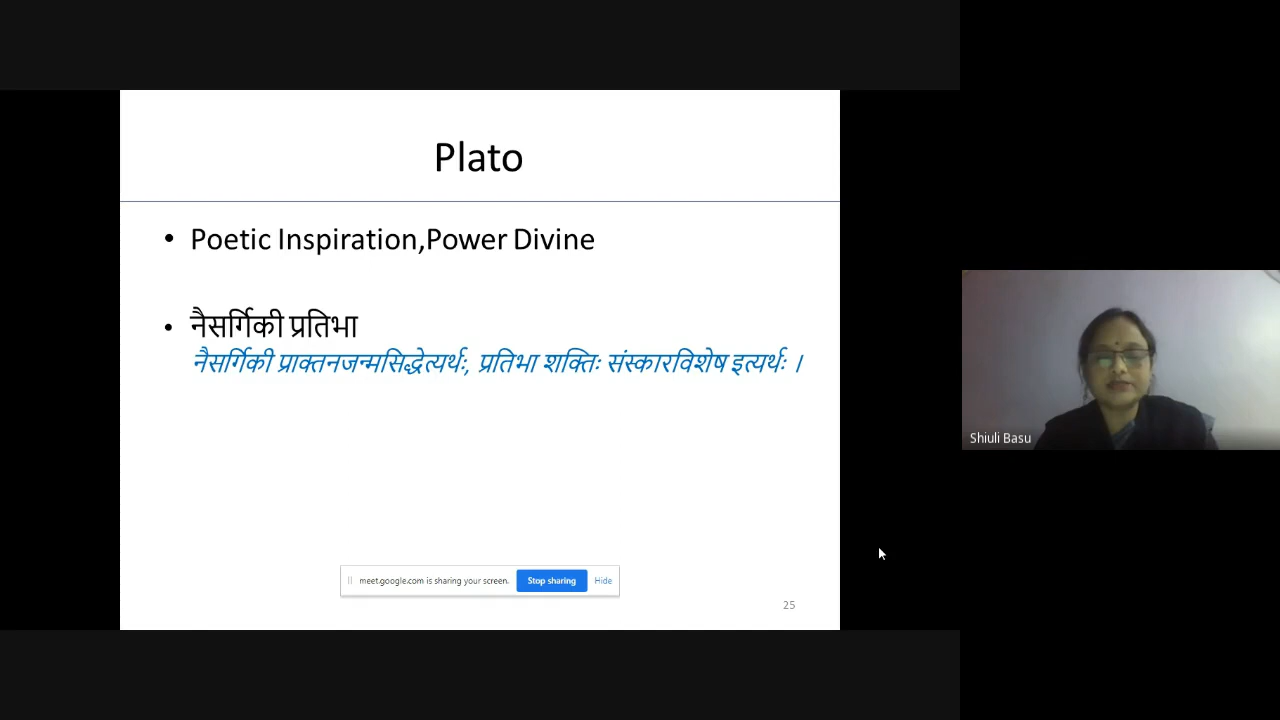 Plato
• Poetic Inspiration,Power Divine
• नैसर्गिकी प्रतिभा
नैसर्गिकी प्राक्तनजन्मसिद्धेत्यर्थः, प्रतिभा शक्तिः संस्कारविशेष इत्यर्थः ।
Shiuli Basu
meet.google.com is sharing your screen. Stop sharing Hide
25